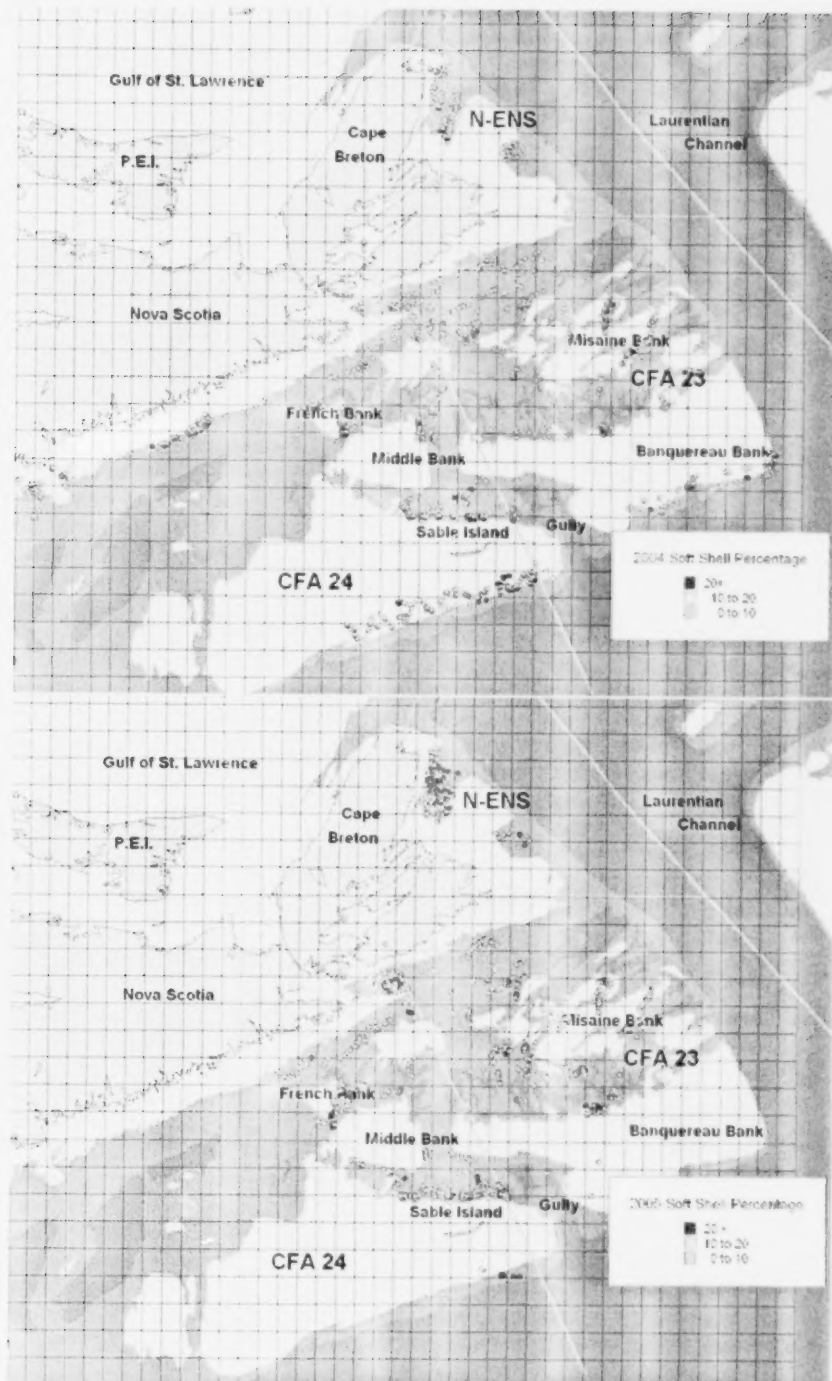 Gulf of St. Lawrence
N-ENS
Laurentian
Channel
Cape
Breton
P.E.I.
Nova Scotia
Misaine Bank
CFA 23
French Bank
Middle Bank
Banquereau Bank
Sable Island
Gully
CFA 24
2004 Soft Shell Percentage
20+
10 to 20
0 to 10
Gulf of St. Lawrence
N-ENS
Laurentian
Channel
Cape
Breton
P.E.I.
Nova Scotia
Misaine Bank
CFA 23
French Bank
Middle Bank
Banquereau Bank
Sable Island
Gully
CFA 24
Soft Shell Percentage
20+
10 to 20
0 to 10